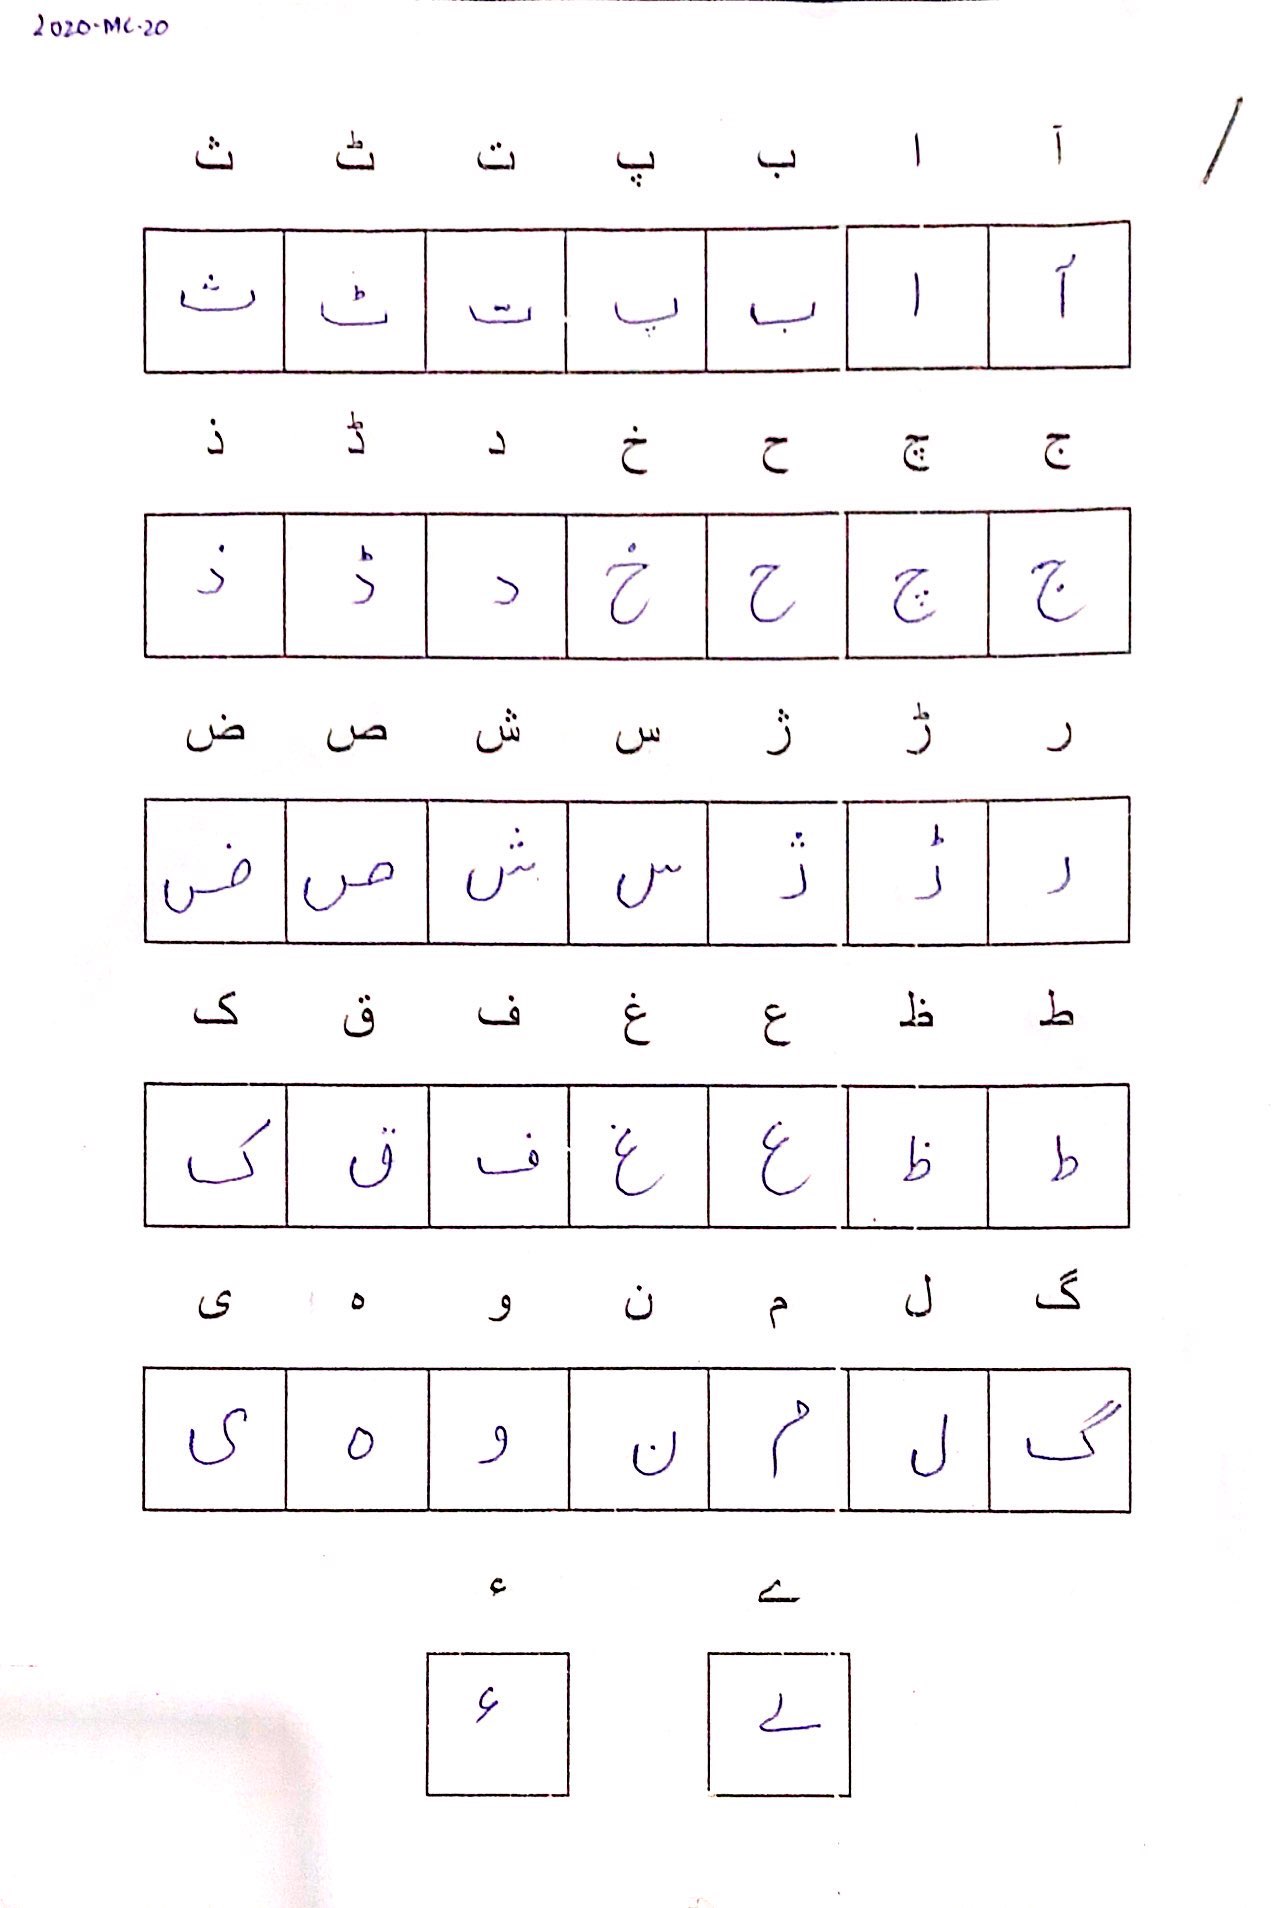 2020-MC-20
آ ا ب پ ت ٹ ث
آ ا ب پ ت ٹ ث
ج چ ح خ د ڈ ذ
ج چ ح خ د ڈ ذ
ر ڑ ژ س ش ص ض
ر ڑ ژ س ش ص ض
ط ظ ع غ ف ق ک
ط ظ ع غ ف ق ک
گ ل م ن و ہ ی
گ ل م ن و ہ ی
ے ء
ے ء